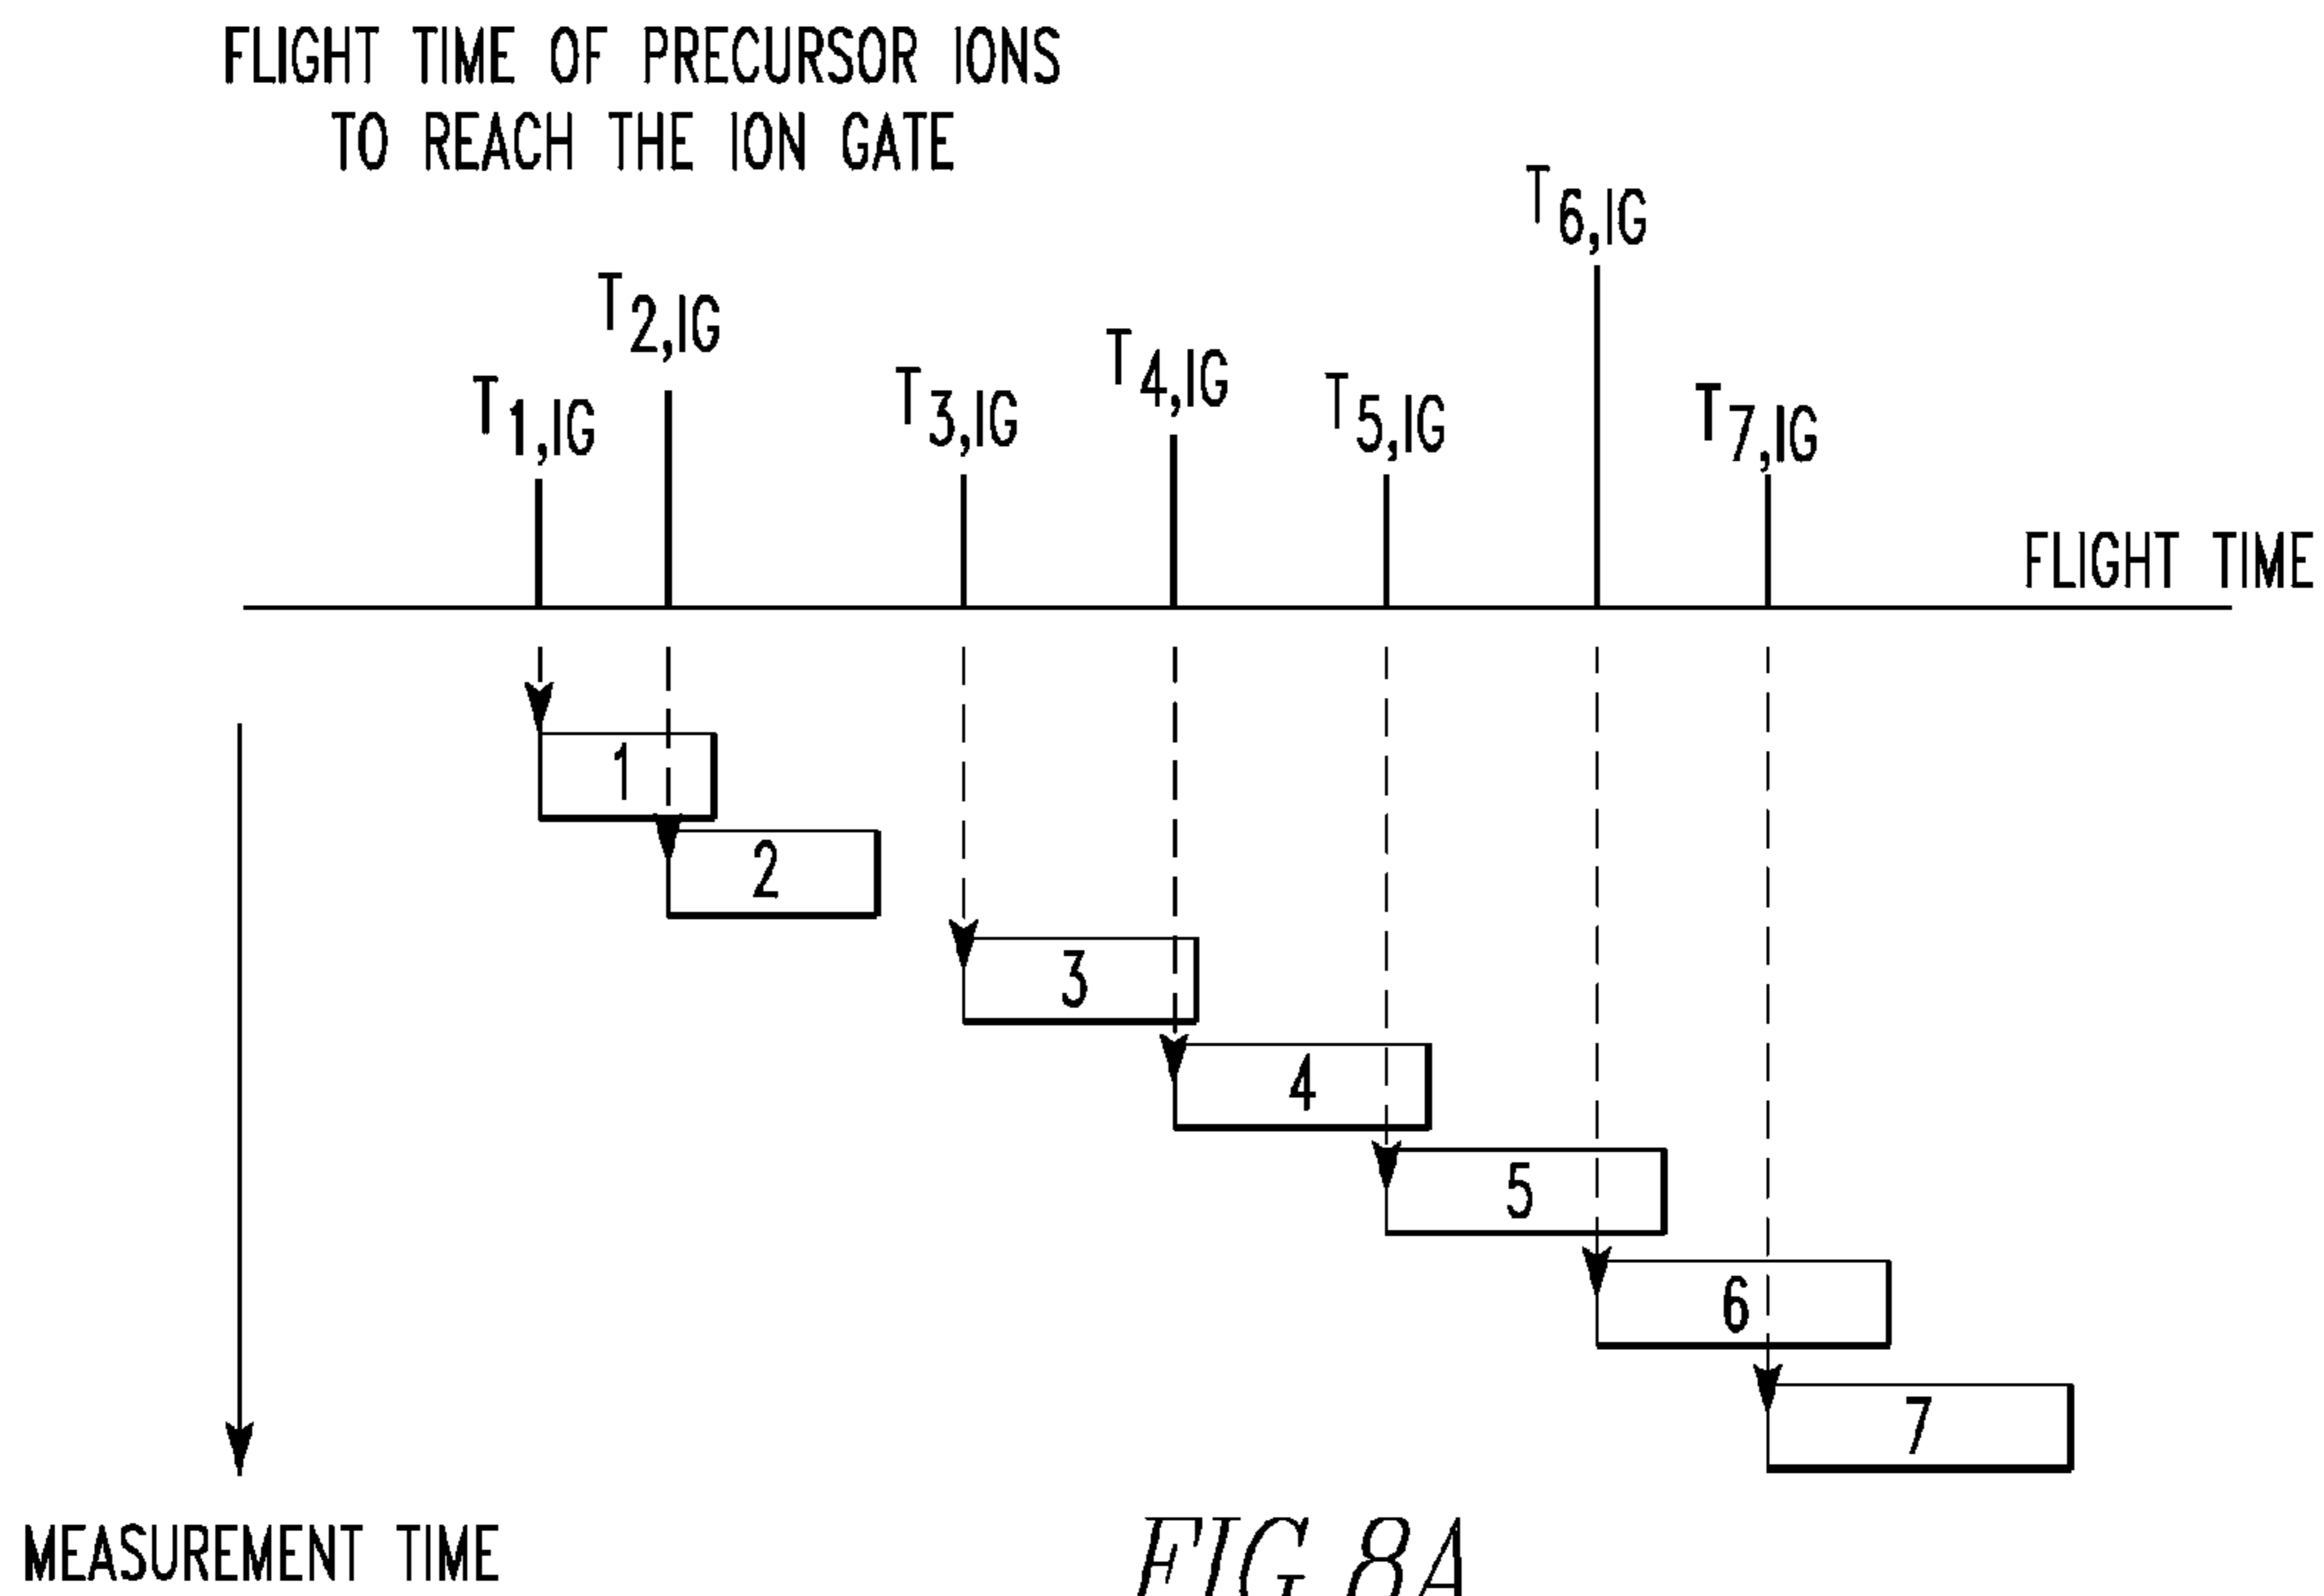 FLIGHT TIME OF PRECURSOR IONS
TO REACH THE ION GATE
T6,IG
T2,IG
T4,IG
T3,IG
T5,IG
T1,IG
T7,IG
FLIGHT TIME
1
2
3
4
5
6
7
MEASUREMENT TIME
FIG. 8A